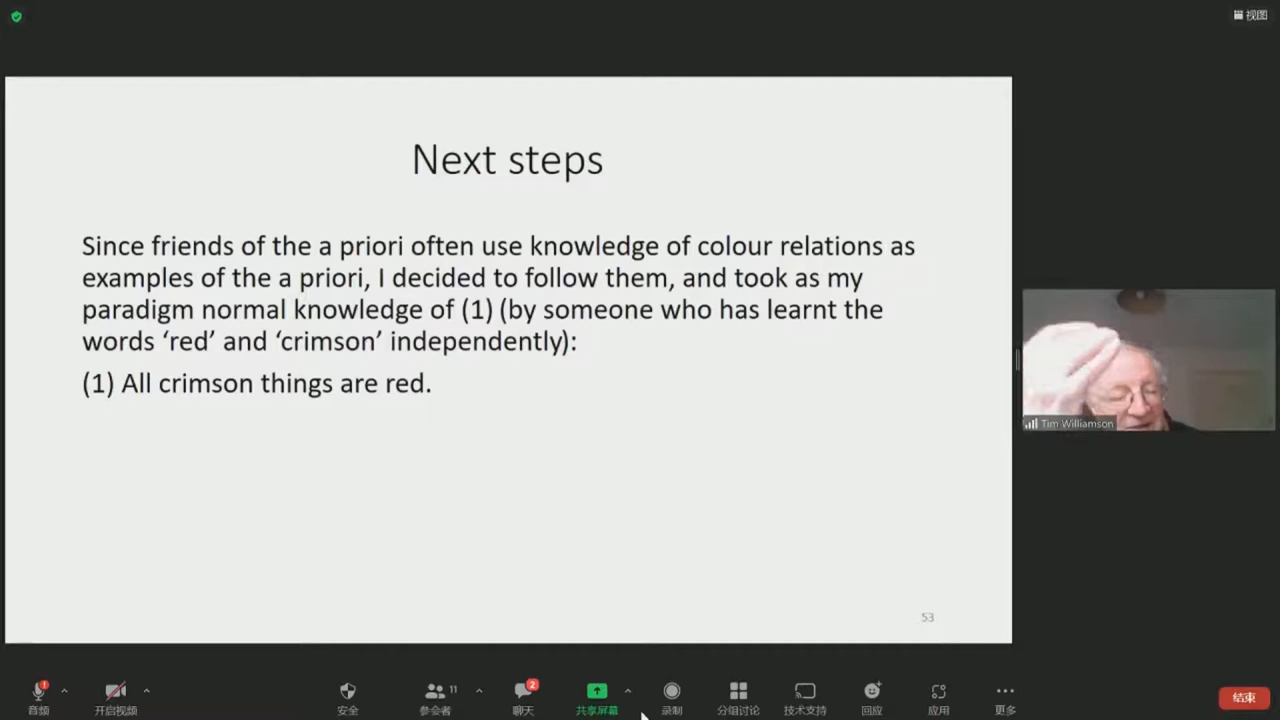 视图
Next steps
Since friends of the a priori often use knowledge of colour relations as
examples of the a priori, I decided to follow them, and took as my
paradigm normal knowledge of (1) (by someone who has learnt the
words ‘red’ and ‘crimson’ independently):
(1) All crimson things are red.
Tim Williamson
53
11
2
音频
开启视频
安全
参会者
聊天
共享屏幕
录制
分组讨论
技术支持
回应
应用
更多
结束